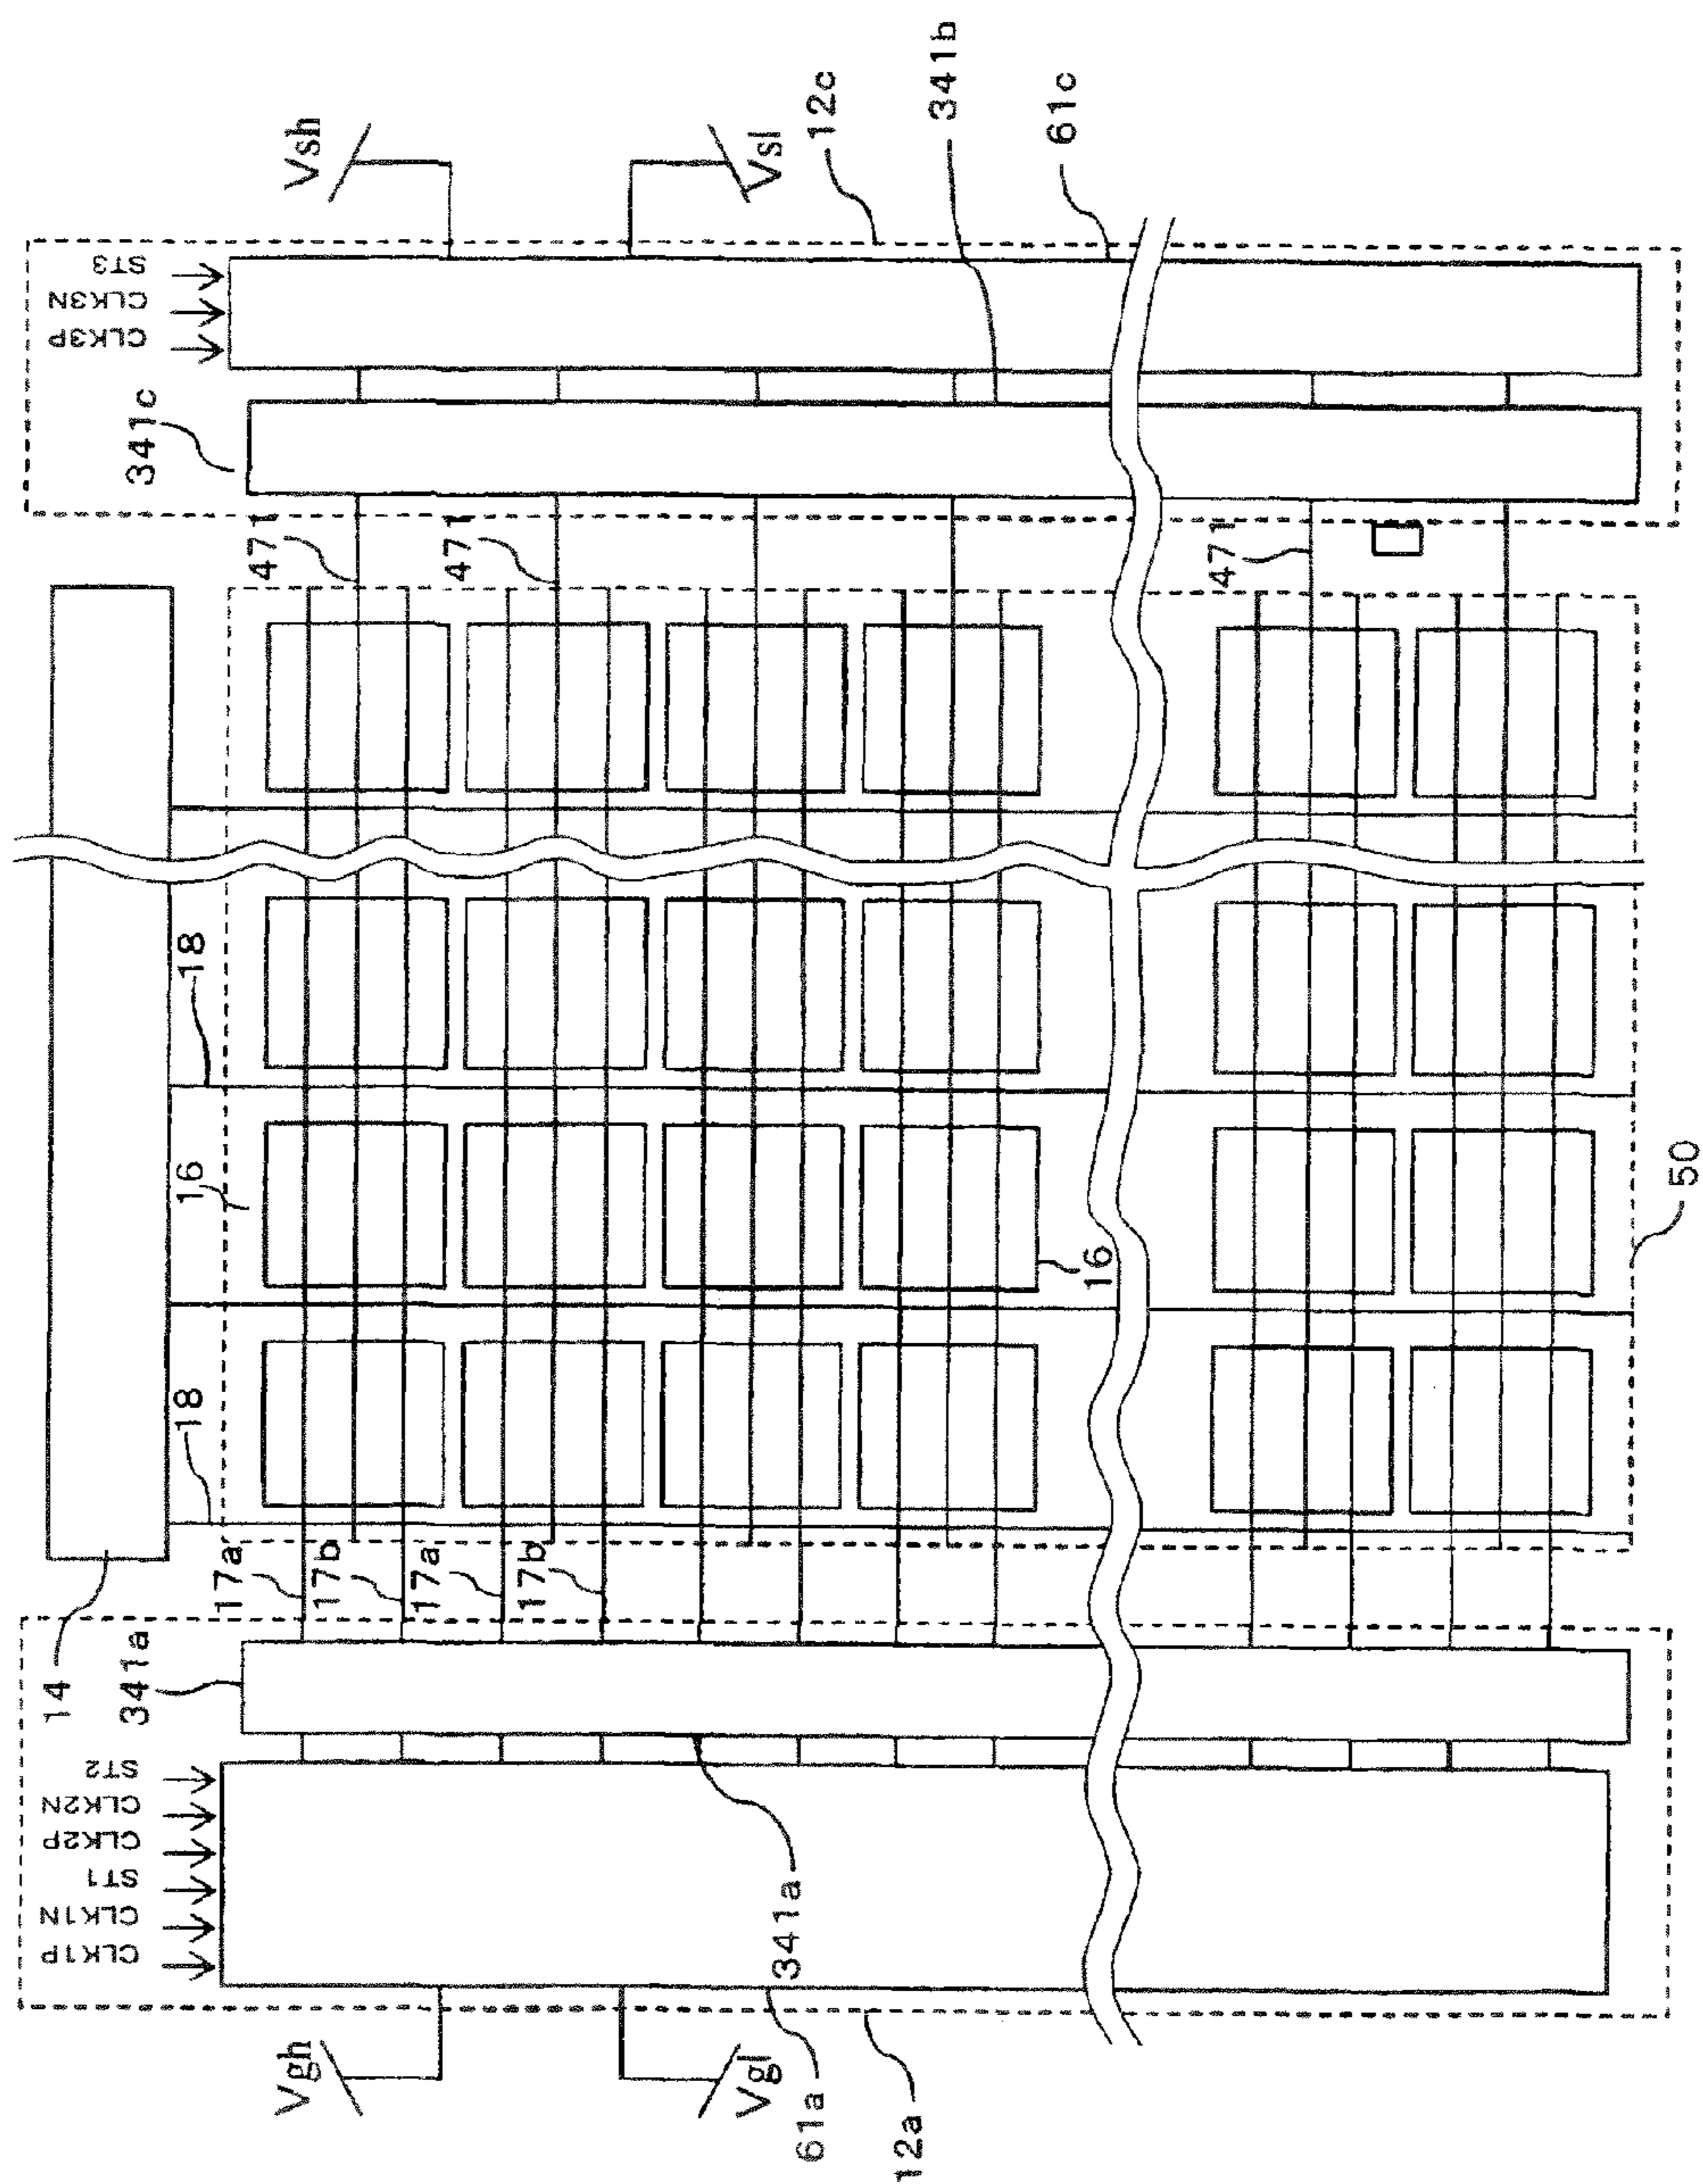 Vsh
Vsl
12c
341b
61c
ST3
CLK3N
CLK3P
341c
471
471
471
18
16
16
18
50
17a
17b
17a
17b
14
341a
ST2
CLK2N
CLK2P
ST1
CLK1N
CLK1P
341a
Vgh
Vgl
61a
12a